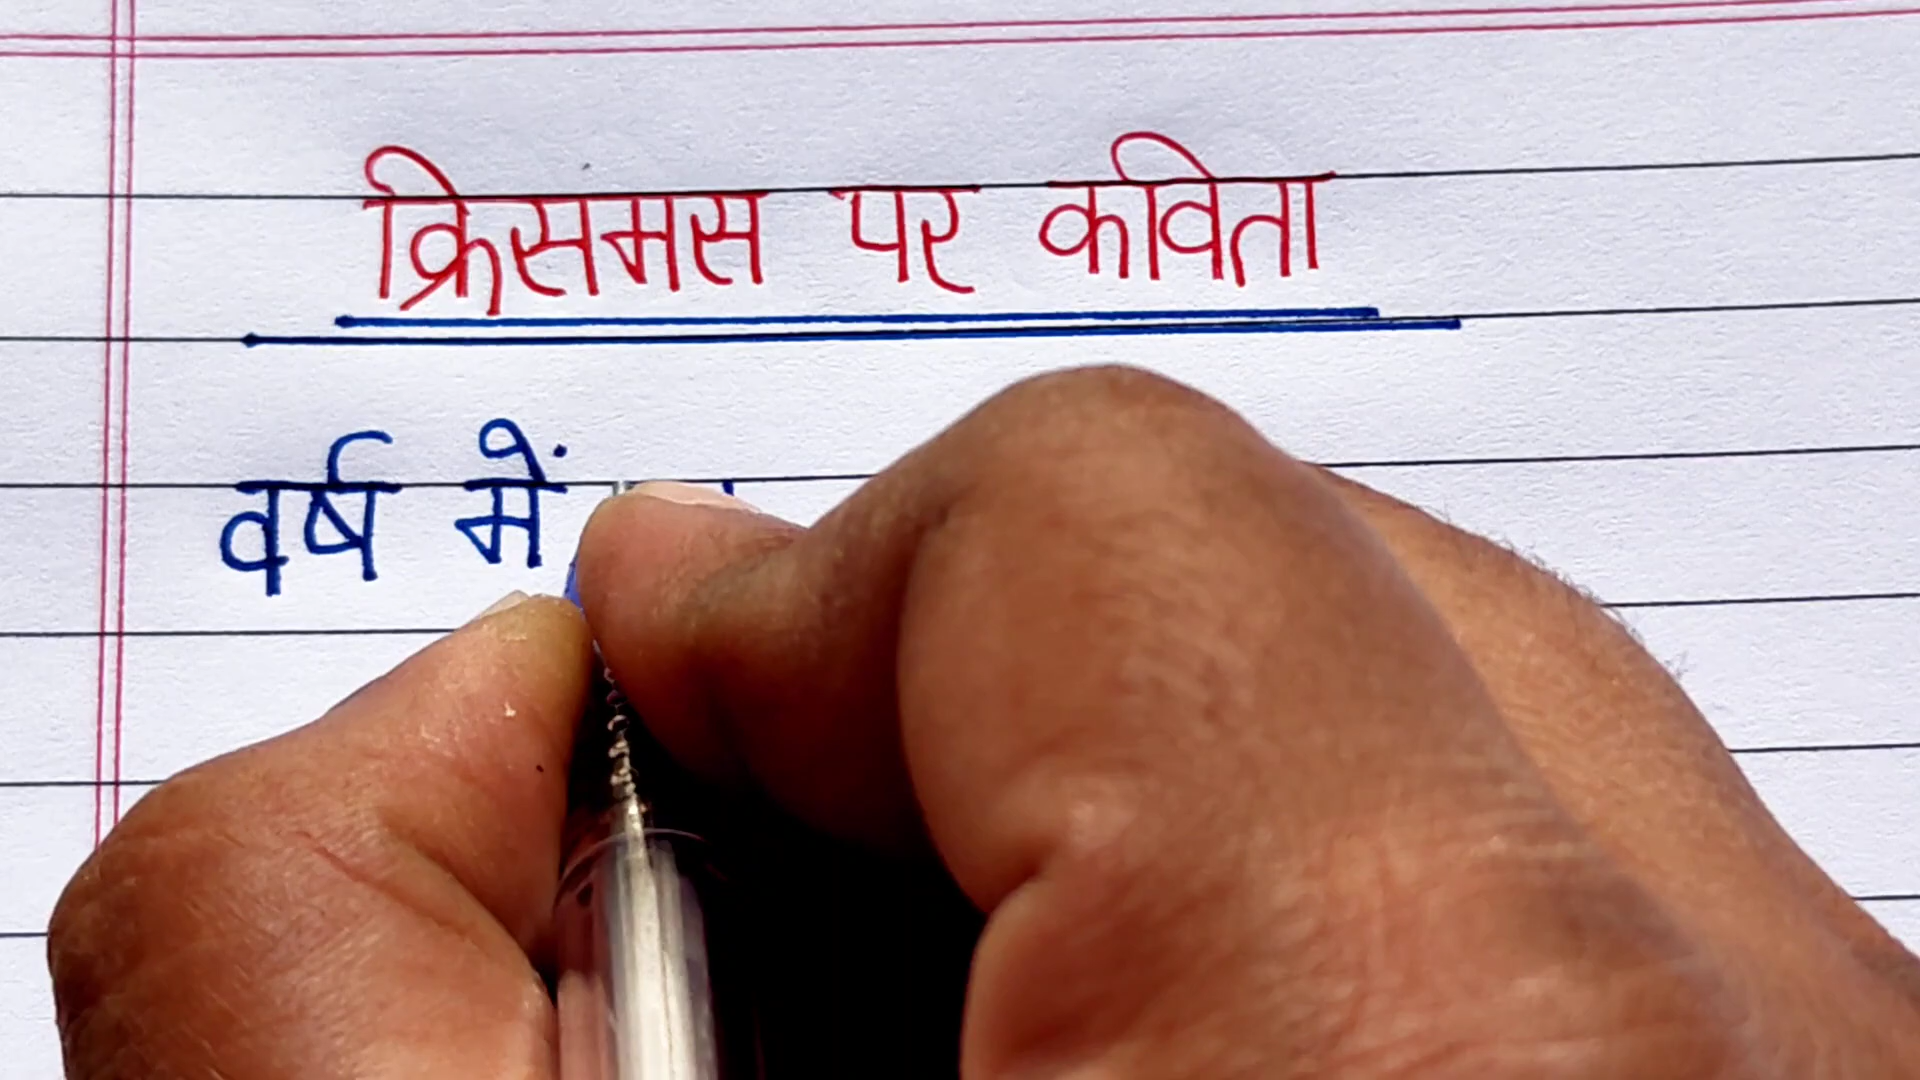 क्रिसमस पर कविता
वर्ष में